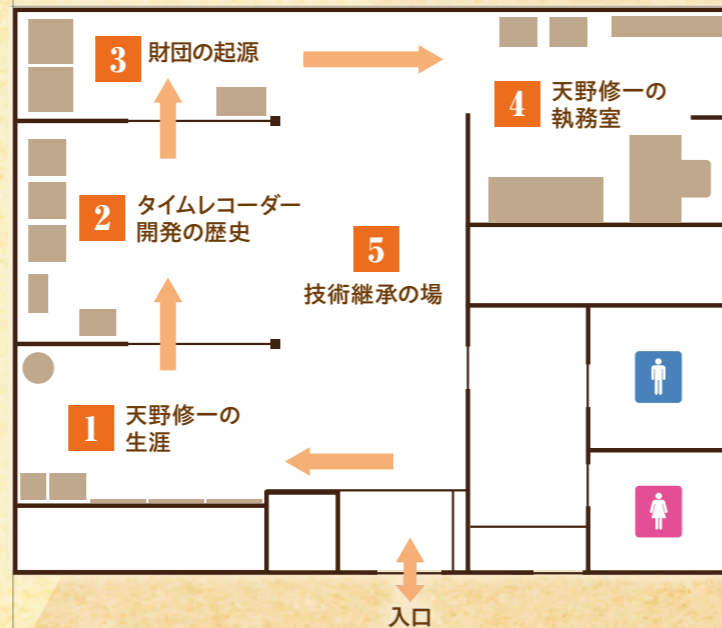 3 財団の起源
4 天野修一の
執務室
2 タイムレコーダー
開発の歴史
5
技術継承の場
1 天野修一の
生涯
入口